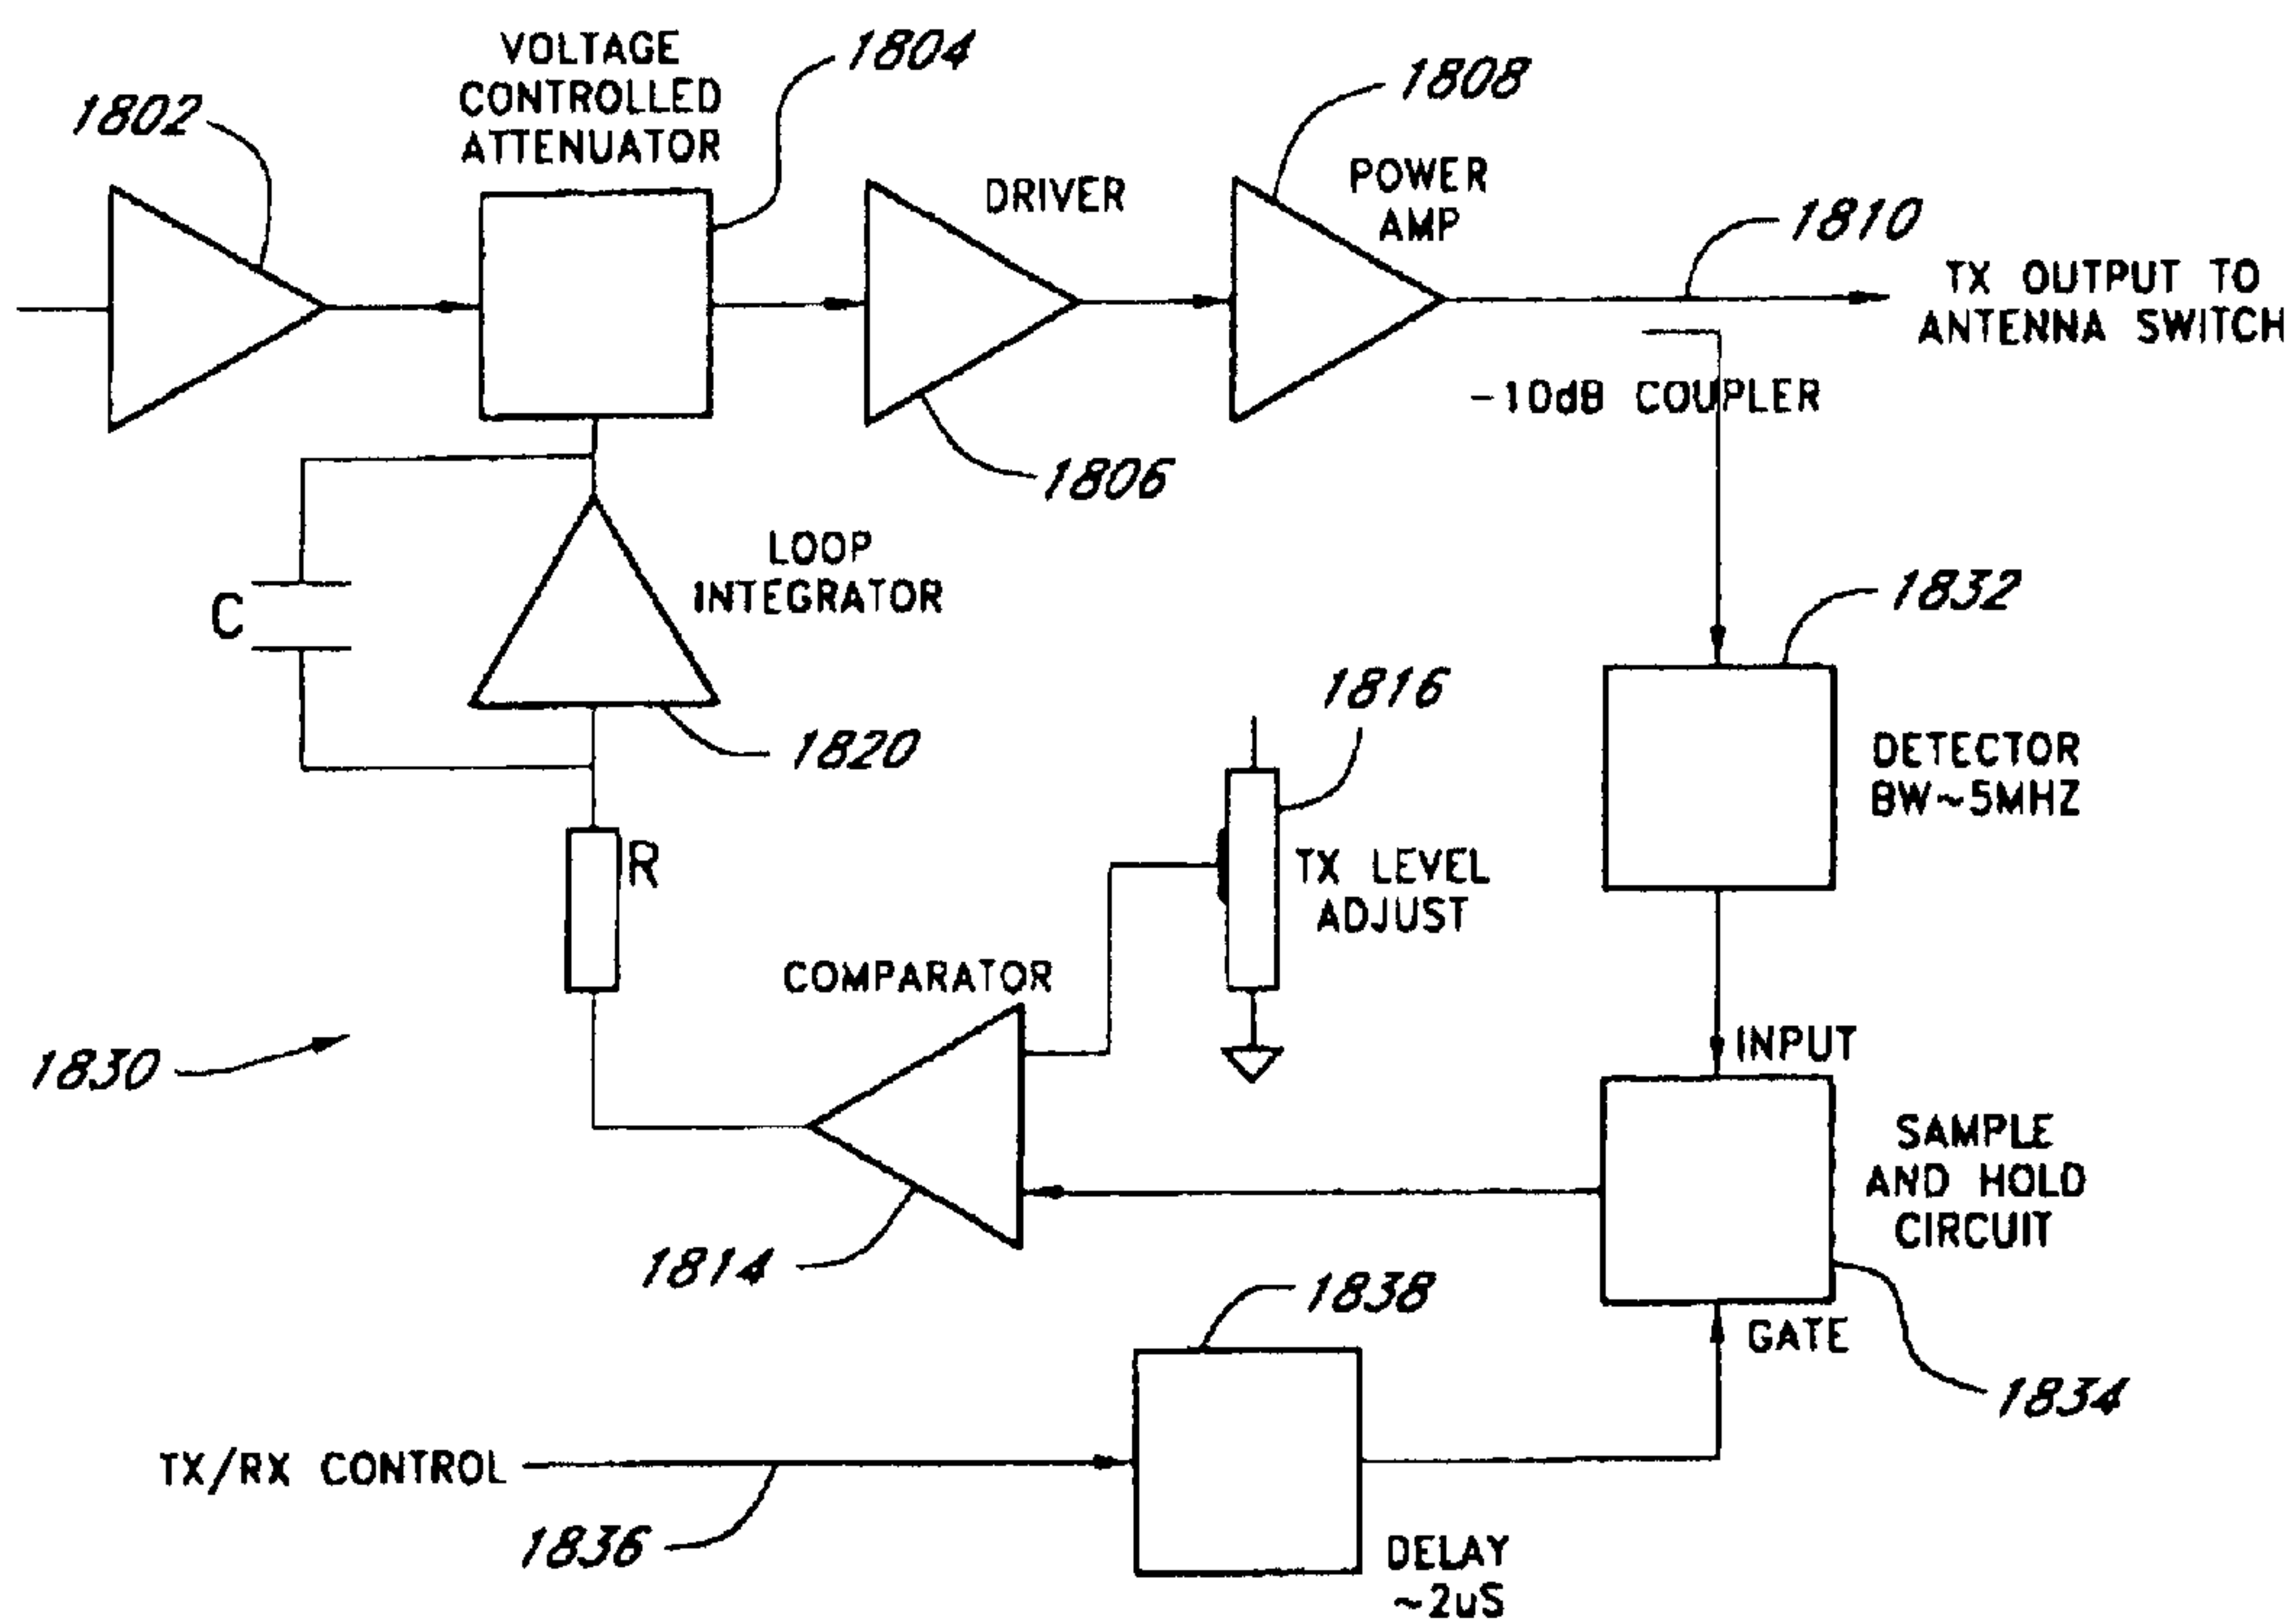 VOLTAGE
CONTROLLED
ATTENUATOR
1804
1802
1808
DRIVER
POWER
AMP
1810
TX OUTPUT TO
ANTENNA SWITCH
-10dB COUPLER
1806
LOOP
INTEGRATOR
C
1820
1832
1816
DETECTOR
BW~5MHZ
R
TX LEVEL
ADJUST
COMPARATOR
1830
INPUT
SAMPLE
AND HOLD
CIRCUIT
1814
1838
GATE
1834
TX/RX CONTROL
1836
DELAY
~2uS